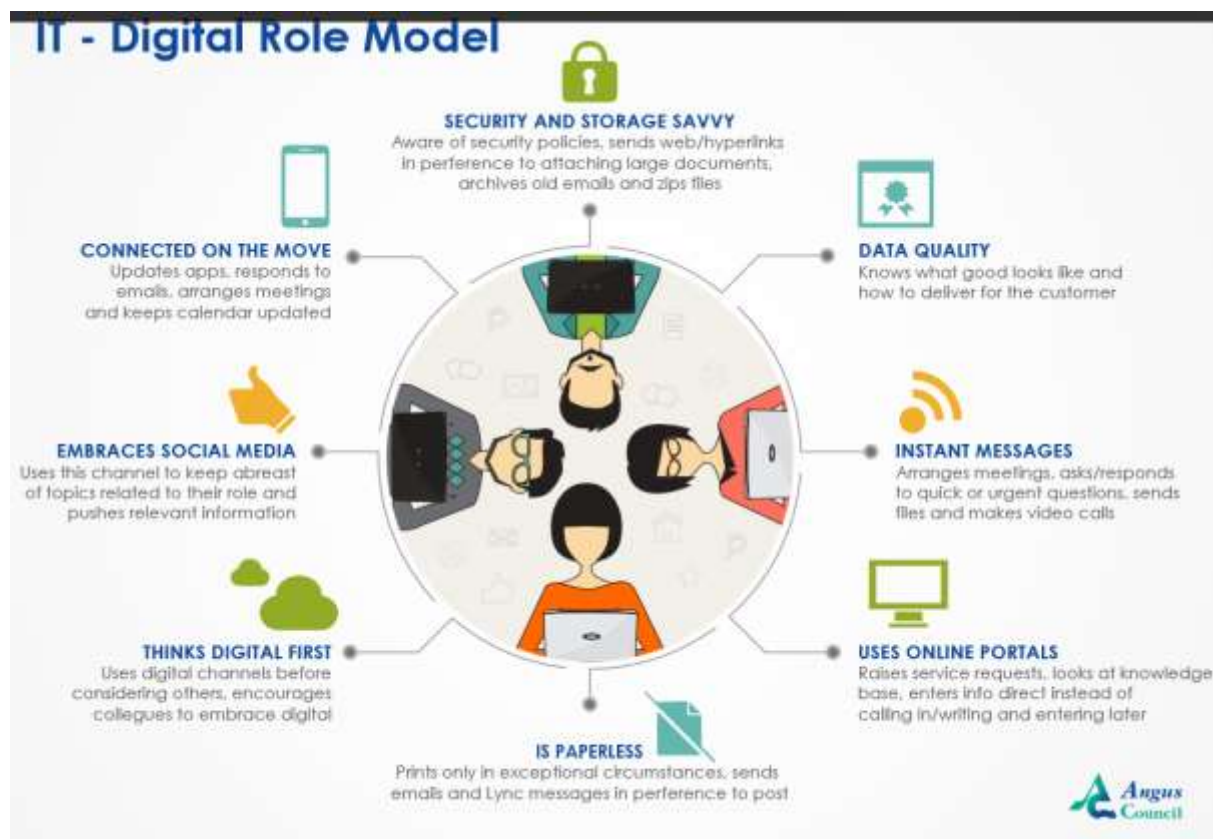 IT - Digital Role Model
SECURITY AND STORAGE SAVVY
Aware of security policies, sends web/hyperlinks
in perference to attaching large documents,
archives old emails and zips files
CONNECTED ON THE MOVE
Updates apps, responds to
emails, arranges meetings
and keeps calendar updated
DATA QUALITY
Knows what good looks like and
how to deliver for the customer
EMBRACES SOCIAL MEDIA
Uses this channel to keep abreast
of topics related to their role and
pushes relevant information
INSTANT MESSAGES
Arranges meetings, asks/responds
to quick or urgent questions, sends
files and makes video calls
THINKS DIGITAL FIRST
Uses digital channels before
considering others, encourages
collegues to embrace digital
USES ONLINE PORTALS
Raises service requests, looks at knowledge
base, enters info direct instead of
calling in/writing and entering later
IS PAPERLESS
Prints only in exceptional circumstances, sends
emails and Lync messages in perference to post
Angus
Council